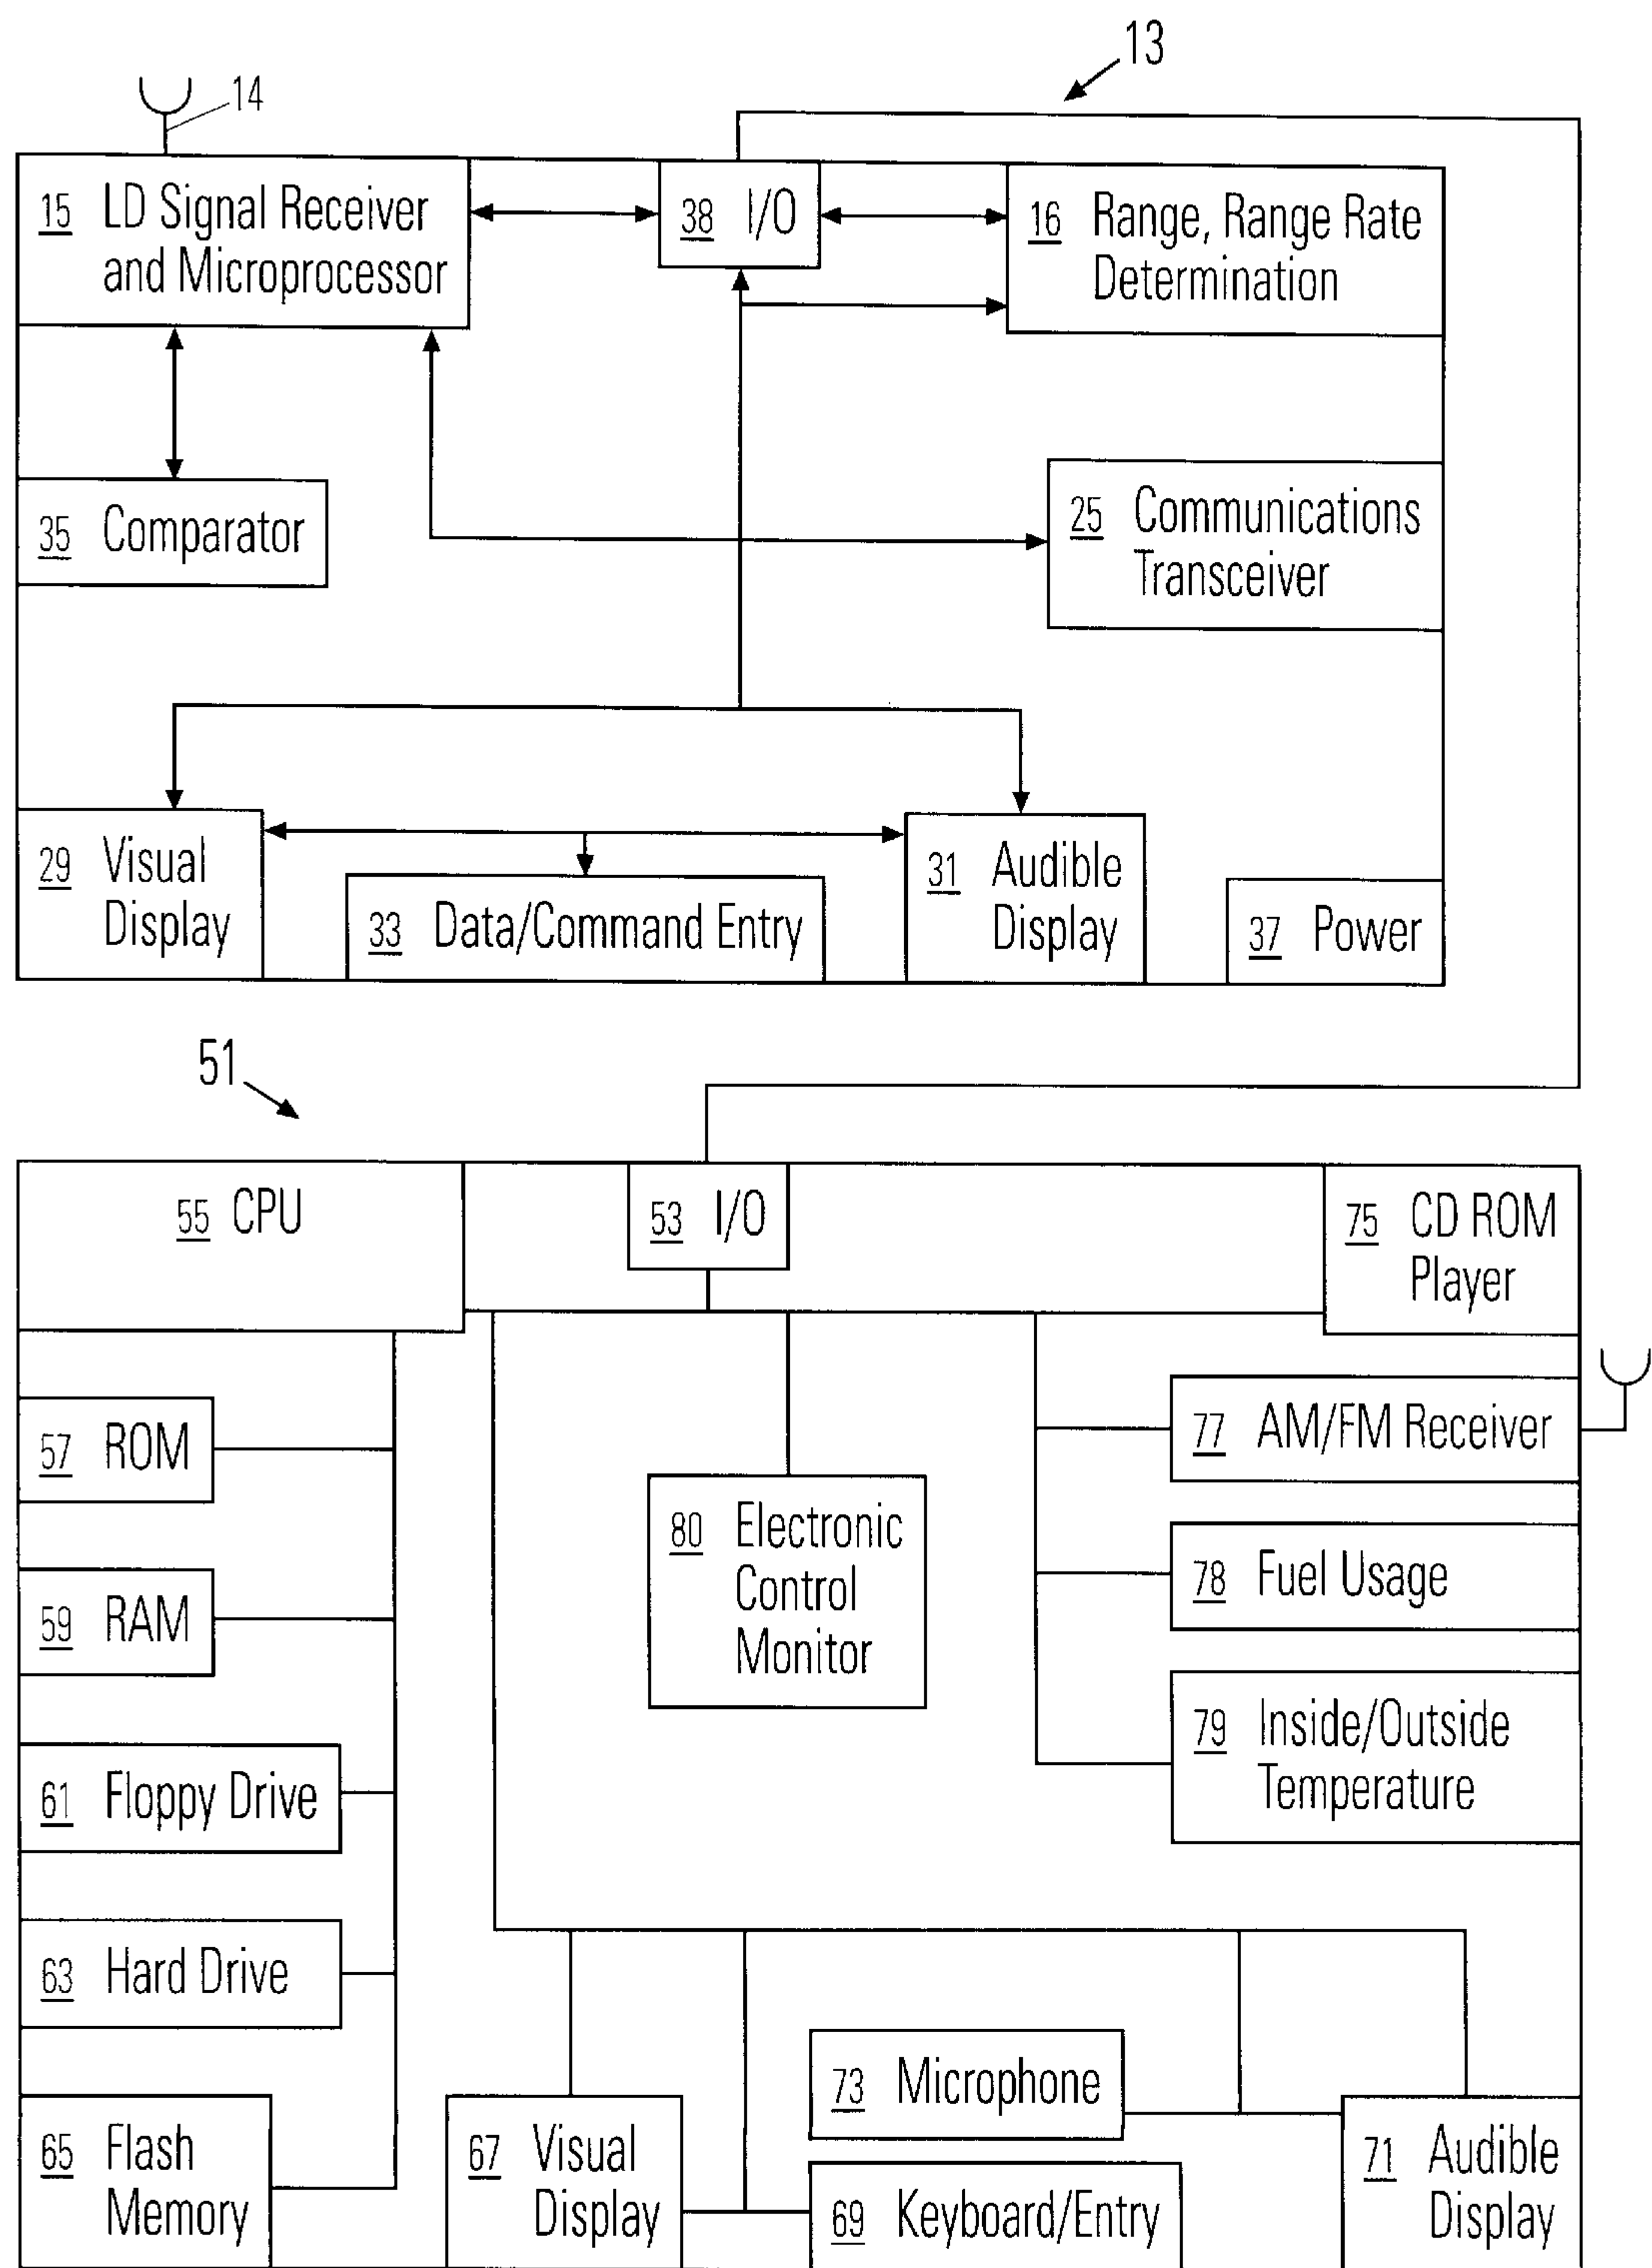 13
14
15 LD Signal Receiver
and Microprocessor
38 I/O
16 Range, Range Rate
Determination
35 Comparator
25 Communications
Transceiver
29 Visual
Display
33 Data/Command Entry
31 Audible
Display
37 Power
51
55 CPU
53 I/O
75 CD ROM
Player
57 ROM
77 AM/FM Receiver
80 Electronic
Control
Monitor
78 Fuel Usage
59 RAM
79 Inside/Outside
Temperature
61 Floppy Drive
63 Hard Drive
73 Microphone
65 Flash
Memory
67 Visual
Display
69 Keyboard/Entry
71 Audible
Display